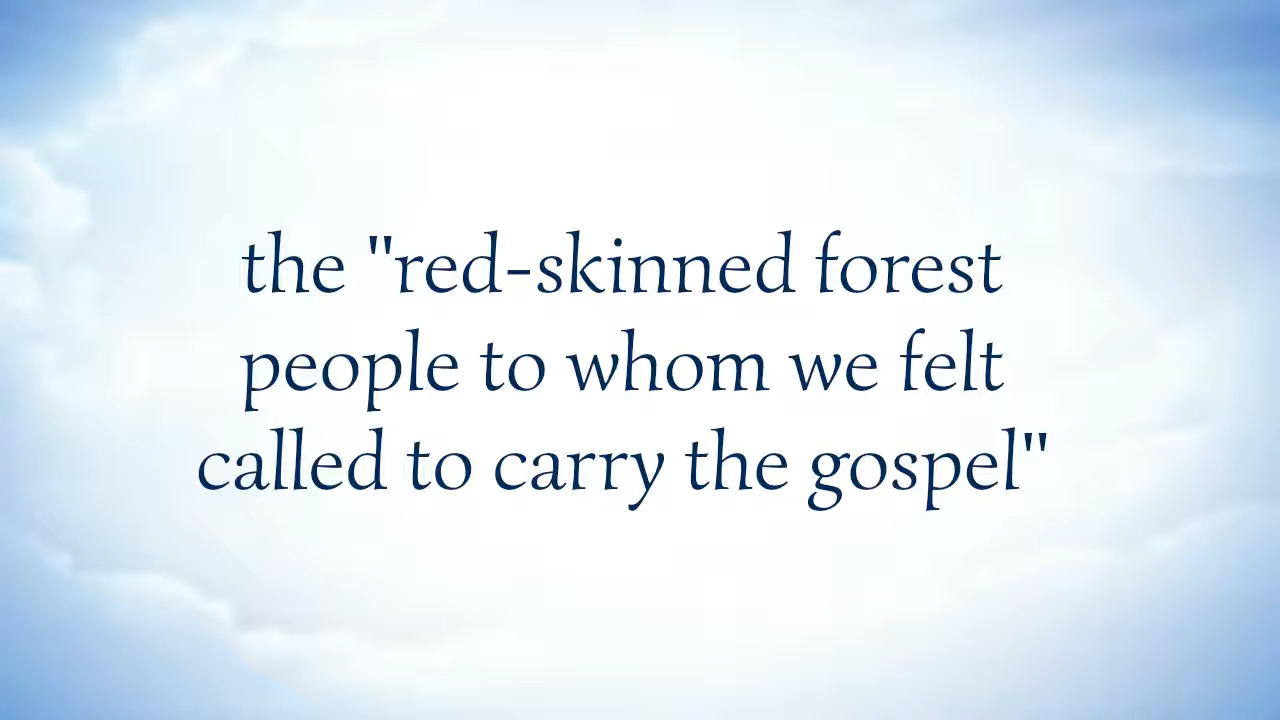 the "red-skinned forest
people to whom we felt
called to carry the gospel"